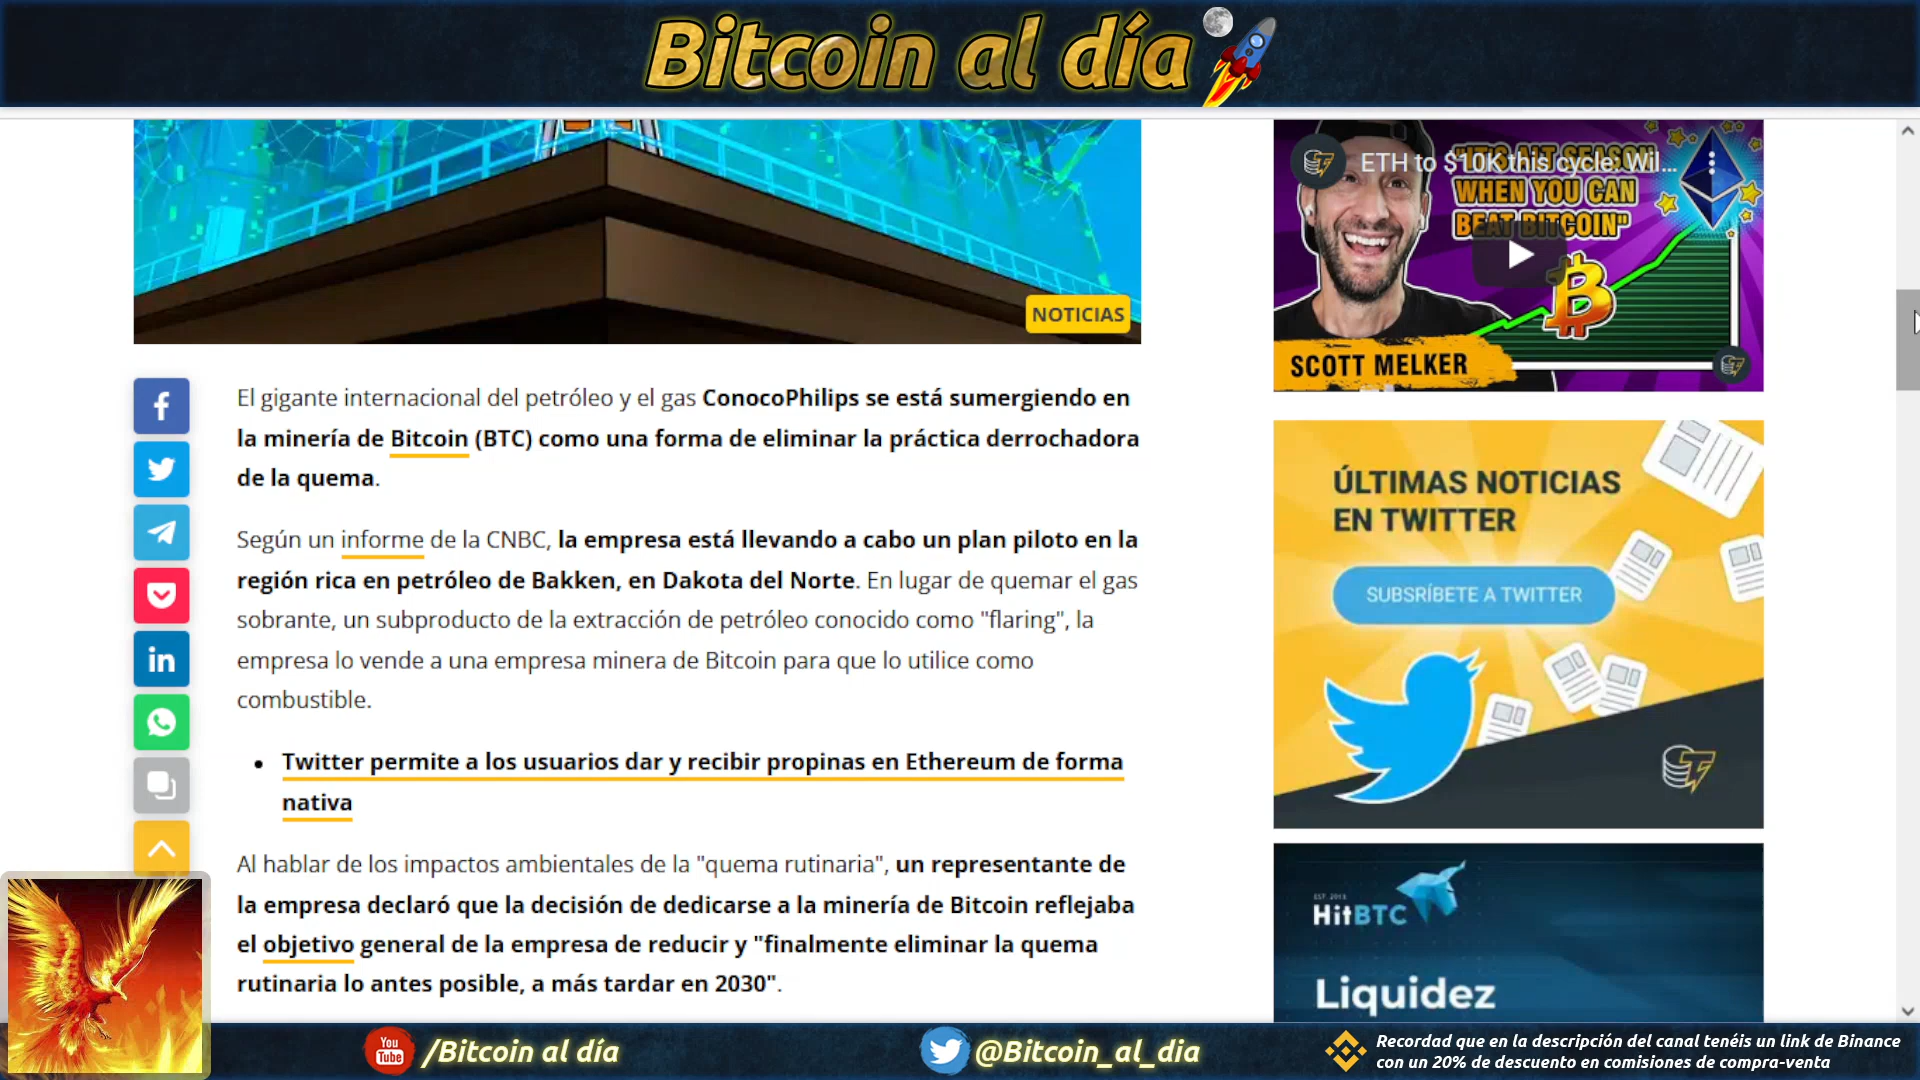 Bitcoin al día
NOTICIAS
El gigante internacional del petróleo y el gas ConocoPhilips se está sumergiendo en
la minería de Bitcoin (BTC) como una forma de eliminar la práctica derrochadora
de la quema.
Según un informe de la CNBC, la empresa está llevando a cabo un plan piloto en la
región rica en petróleo de Bakken, en Dakota del Norte. En lugar de quemar el gas
sobrante, un subproducto de la extracción de petróleo conocido como "flaring", la
empresa lo vende a una empresa minera de Bitcoin para que lo utilice como
combustible.
Twitter permite a los usuarios dar y recibir propinas en Ethereum de forma
nativa
Al hablar de los impactos ambientales de la "quema rutinaria", un representante de
la empresa declaró que la decisión de dedicarse a la minería de Bitcoin reflejaba
el objetivo general de la empresa de reducir y "finalmente eliminar la quema
rutinaria lo antes posible, a más tardar en 2030".
ETH to $10K this cycle: Wil...
"IT'S ALT SEASON
WHEN YOU CAN
BEAT BITCOIN"
SCOTT MELKER
ÚLTIMAS NOTICIAS
EN TWITTER
SUBSRÍBETE A TWITTER
HitBTC
Liquidez
You
Tube
/Bitcoin al día
@Bitcoin_al_dia
Recordad que en la descripción del canal tenéis un link de Binance
con un 20% de descuento en comisiones de compra-venta